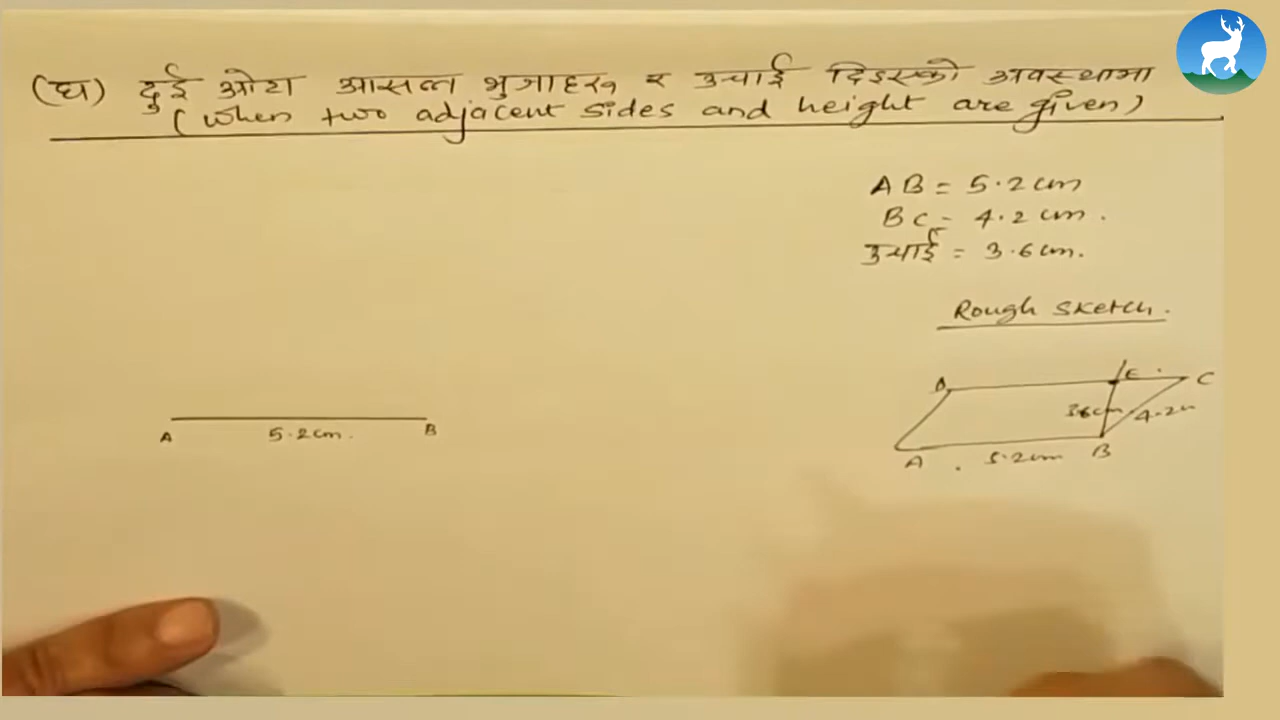 (घ) दुई ओटा आसन्न भुजाहरु र उचाई दिइएको अवस्थामा
(when two adjacent sides and height are given)
AB = 5.2cm
BC = 4.2 cm.
उचाई = 3.6 cm.
Rough Sketch.
D E C
3.6cm 4.2
A 5.2cm B
A 5.2cm. B